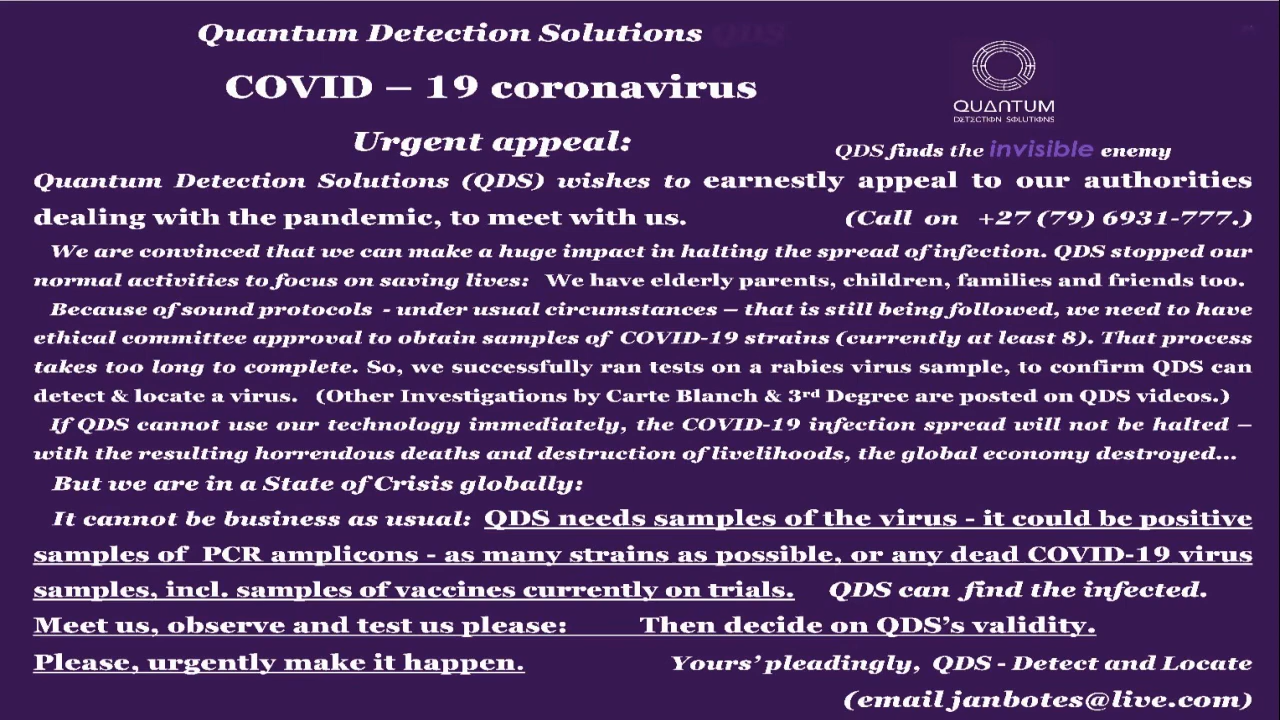 Quantum Detection Solutions QDS
COVID – 19 coronavirus
QUANTUM
DETECTION SOLUTIONS
Urgent appeal:
QDS finds the invisible enemy
Quantum Detection Solutions (QDS) wishes to earnestly appeal to our authorities
dealing with the pandemic, to meet with us. (Call on +27 (79) 6931-777.)
We are convinced that we can make a huge impact in halting the spread of infection. QDS stopped our
normal activities to focus on saving lives: We have elderly parents, children, families and friends too.
Because of sound protocols - under usual circumstances – that is still being followed, we need to have
ethical committee approval to obtain samples of COVID-19 strains (currently at least 8). That process
takes too long to complete. So, we successfully ran tests on a rabies virus sample, to confirm QDS can
detect & locate a virus. (Other Investigations by Carte Blanch & 3rd Degree are posted on QDS videos.)
If QDS cannot use our technology immediately, the COVID-19 infection spread will not be halted –
with the resulting horrendous deaths and destruction of livelihoods, the global economy destroyed...
But we are in a State of Crisis globally:
It cannot be business as usual: QDS needs samples of the virus - it could be positive
samples of PCR amplicons - as many strains as possible, or any dead COVID-19 virus
samples, incl. samples of vaccines currently on trials. QDS can find the infected.
Meet us, observe and test us please: Then decide on QDS's validity.
Please, urgently make it happen. Yours' pleadingly, QDS - Detect and Locate
(email janbotes@live.com)